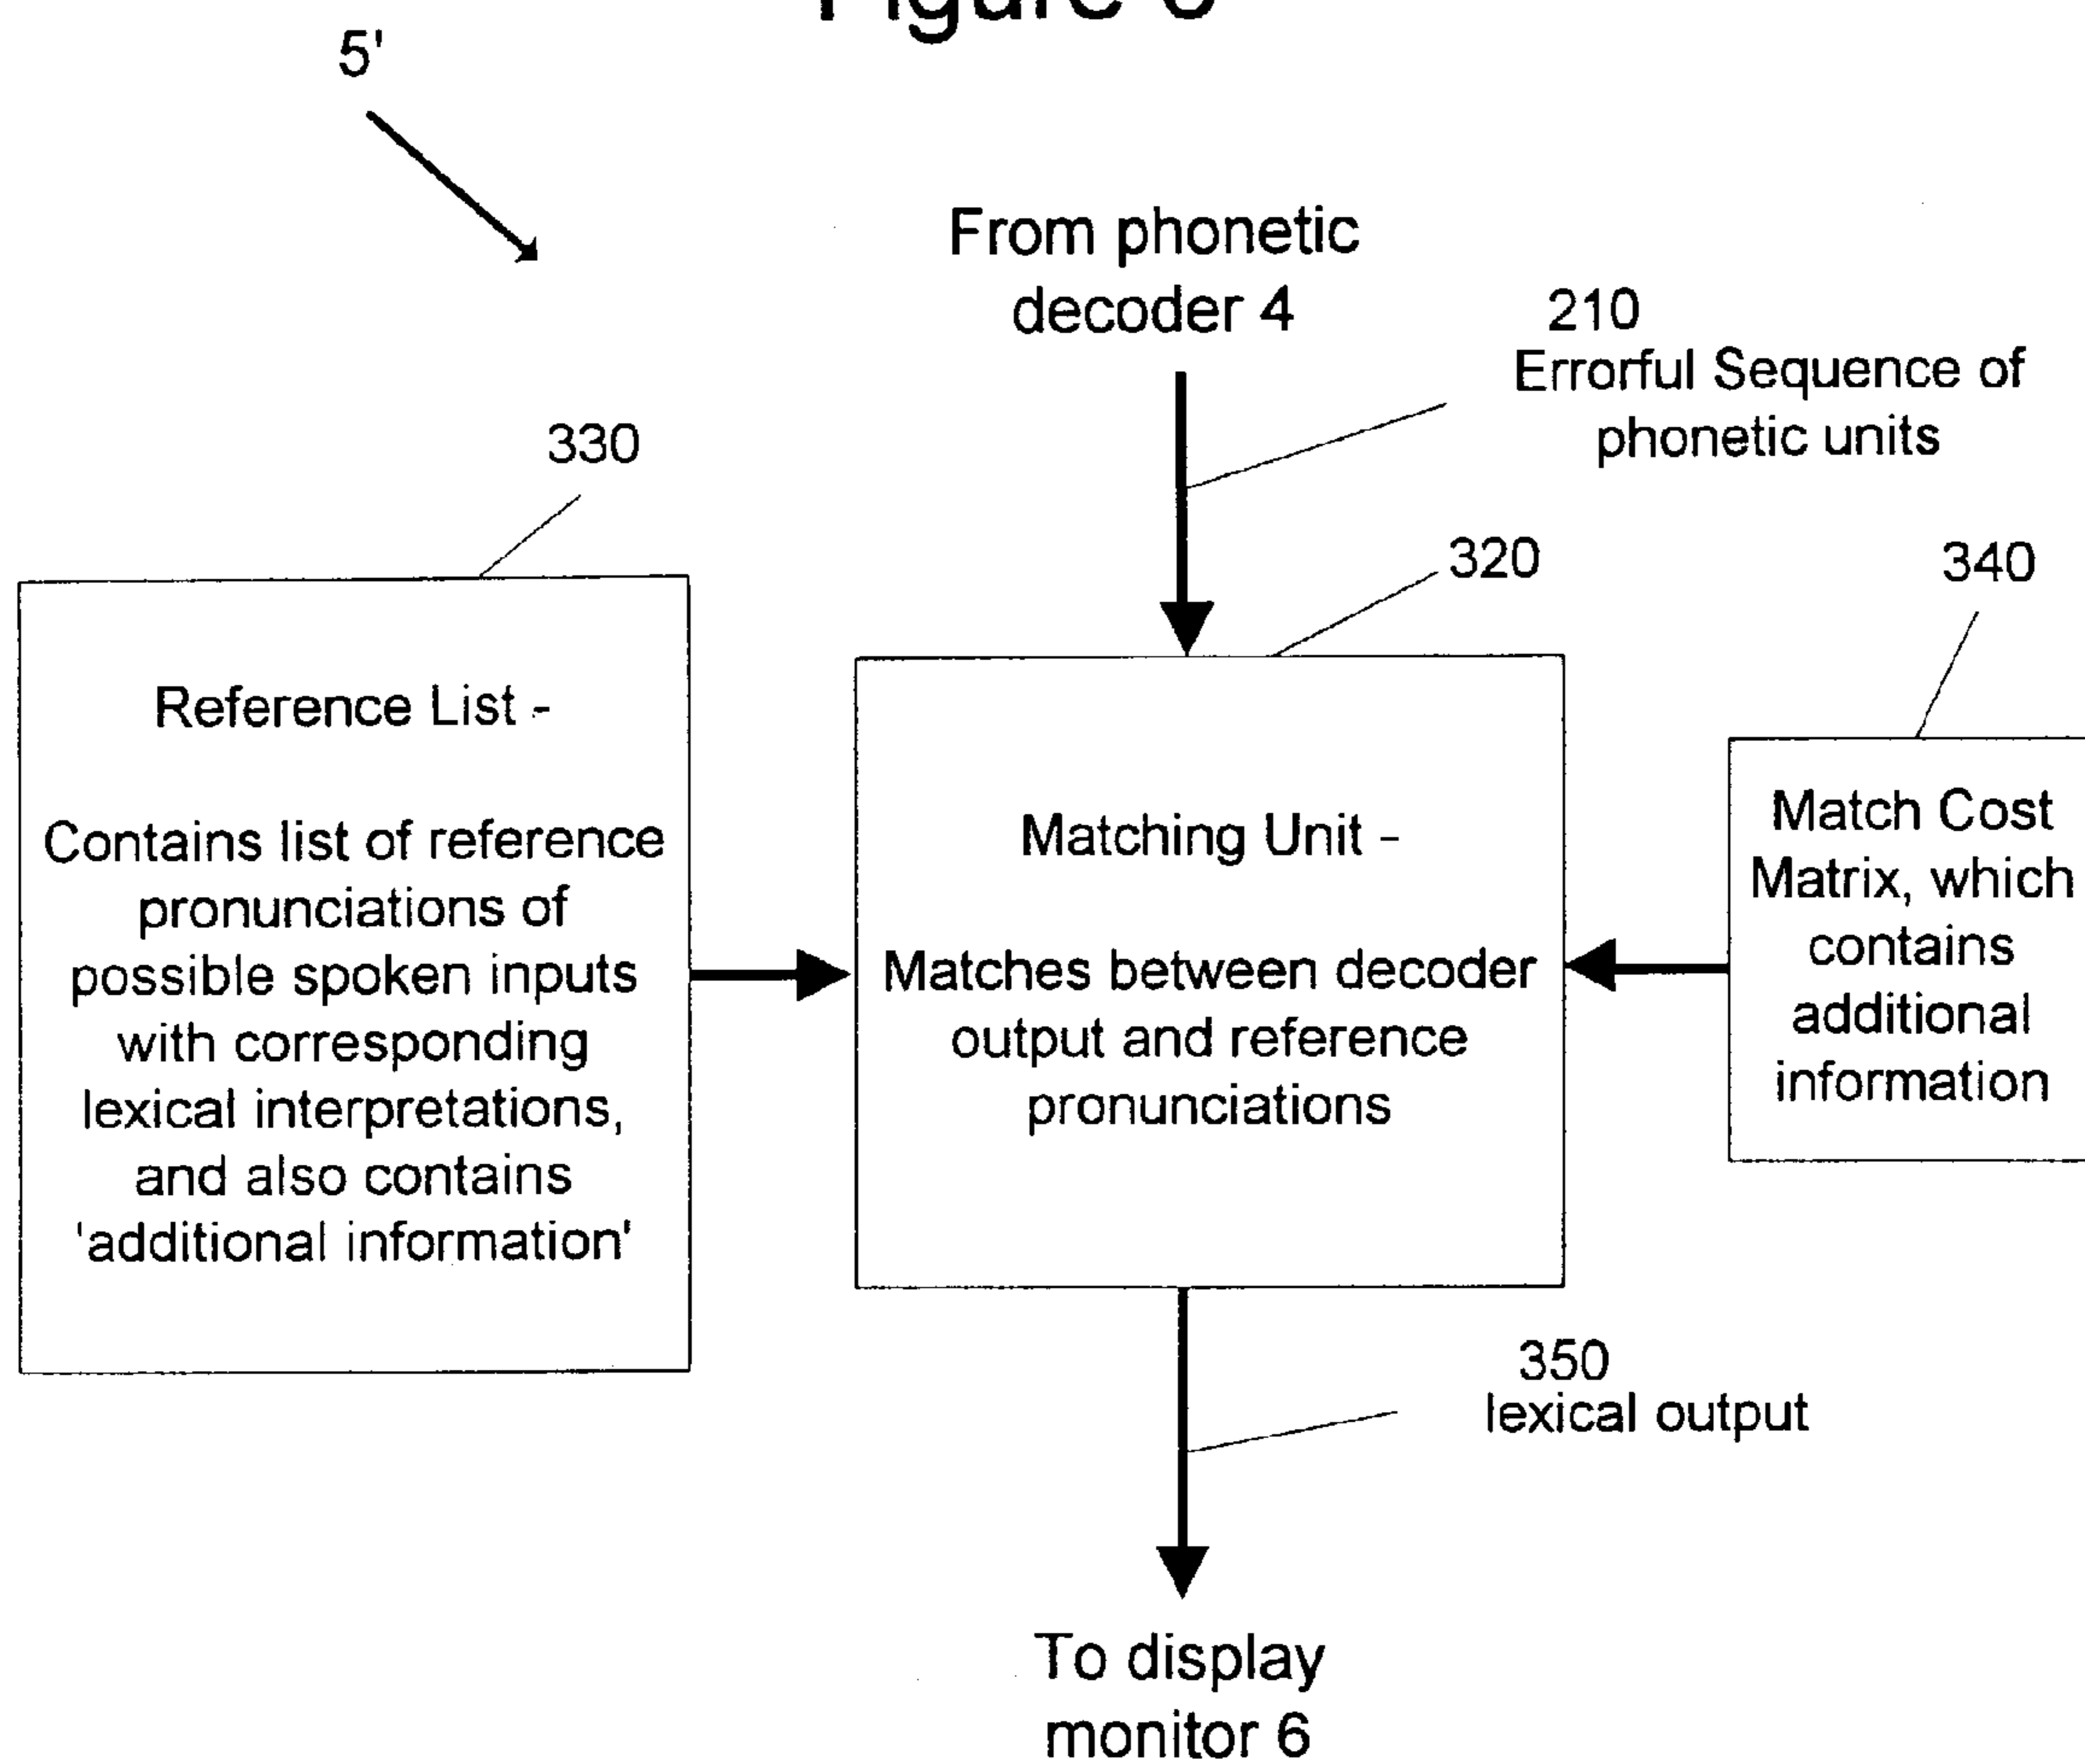 Figure
5'
From phonetic
decoder 4
210
Errorful Sequence of
phonetic units
330
320
340
Reference List -
Contains list of reference
pronunciations of
possible spoken inputs
with corresponding
lexical interpretations,
and also contains
'additional information'
Matching Unit -
Matches between decoder
output and reference
pronunciations
Match Cost
Matrix, which
contains
additional
information
350
lexical output
To display
monitor 6